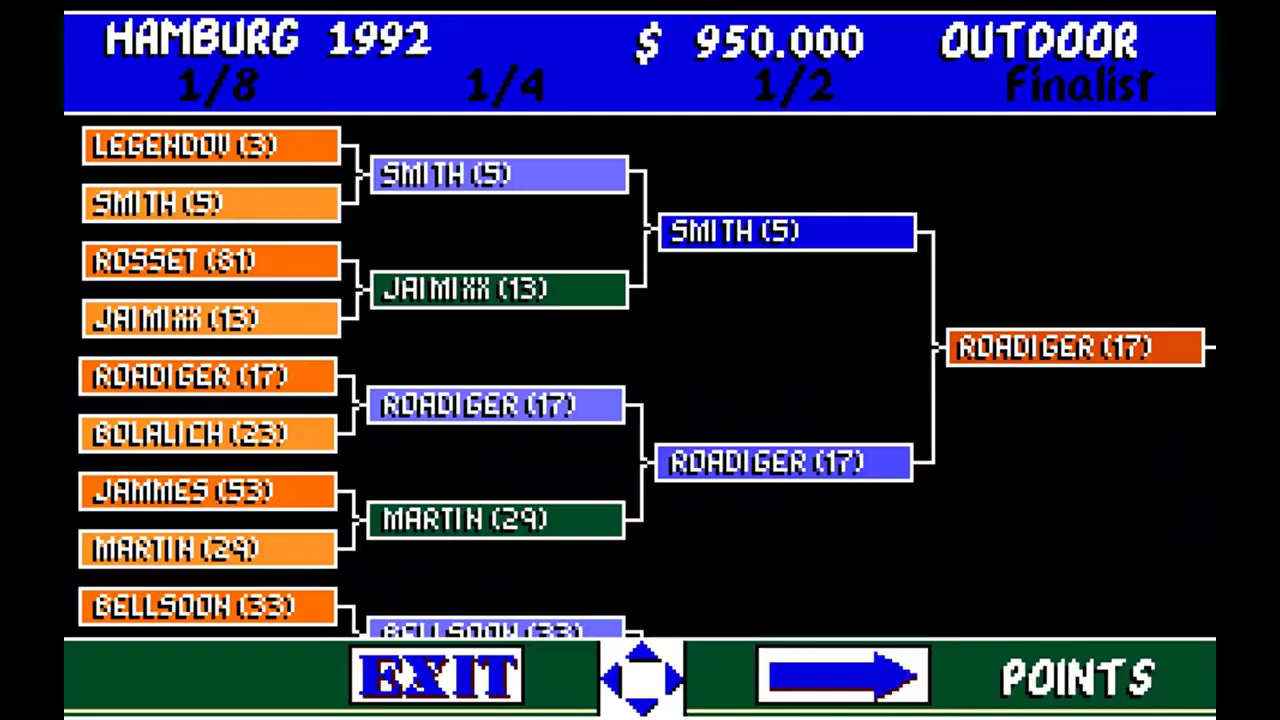 HAMBURG 1992 $ 950.000 OUTDOOR
1/8 1/4 1/2 Finalist
LEGENDOV (3)
SMITH (5)
SMITH (5)
SMITH (5)
ROSSET (81)
JAIMIXX (13)
JAIMIXX (13)
ROADIGER (17)
ROADIGER (17)
ROADIGER (17)
BOLALICH (23)
ROADIGER (17)
JAMMES (53)
MARTIN (29)
MARTIN (29)
BELLSOON (33)
BELLSOON (33)
EXIT POINTS